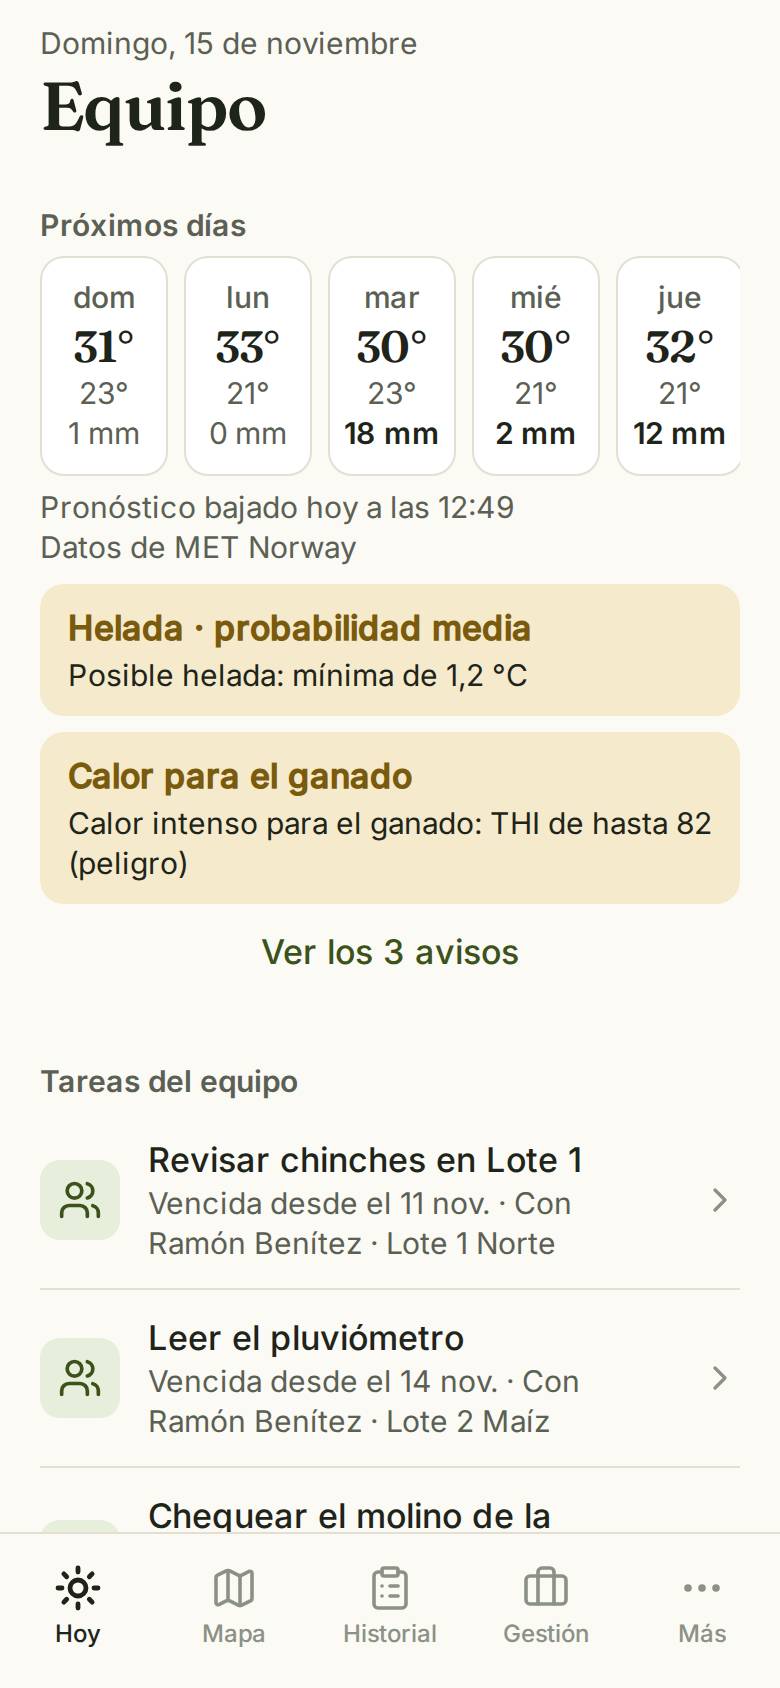 Domingo, 15 de noviembre
Equipo
Próximos días
dom lun mar mié jue
31° 33° 30° 30° 32°
23° 21° 23° 21° 21°
1 mm 0 mm 18 mm 2 mm 12 mm
Pronóstico bajado hoy a las 12:49
Datos de MET Norway
Helada · probabilidad media
Posible helada: mínima de 1,2 °C
Calor para el ganado
Calor intenso para el ganado: THI de hasta 82
(peligro)
Ver los 3 avisos
Tareas del equipo
Revisar chinches en Lote 1
Vencida desde el 11 nov. · Con
Ramón Benítez · Lote 1 Norte
Leer el pluviómetro
Vencida desde el 14 nov. · Con
Ramón Benítez · Lote 2 Maíz
Chequear el molino de la
Hoy Mapa Historial Gestión Más